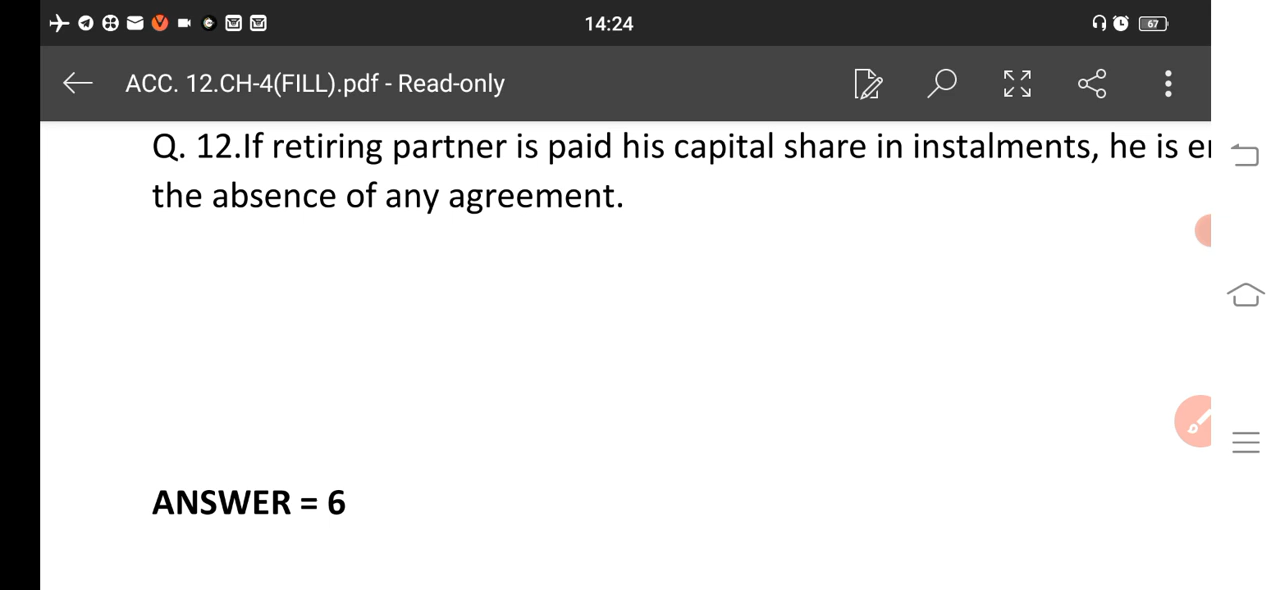 14:24
67
ACC. 12.CH-4(FILL).pdf - Read-only
Q. 12.If retiring partner is paid his capital share in instalments, he is
the absence of any agreement.
ANSWER = 6